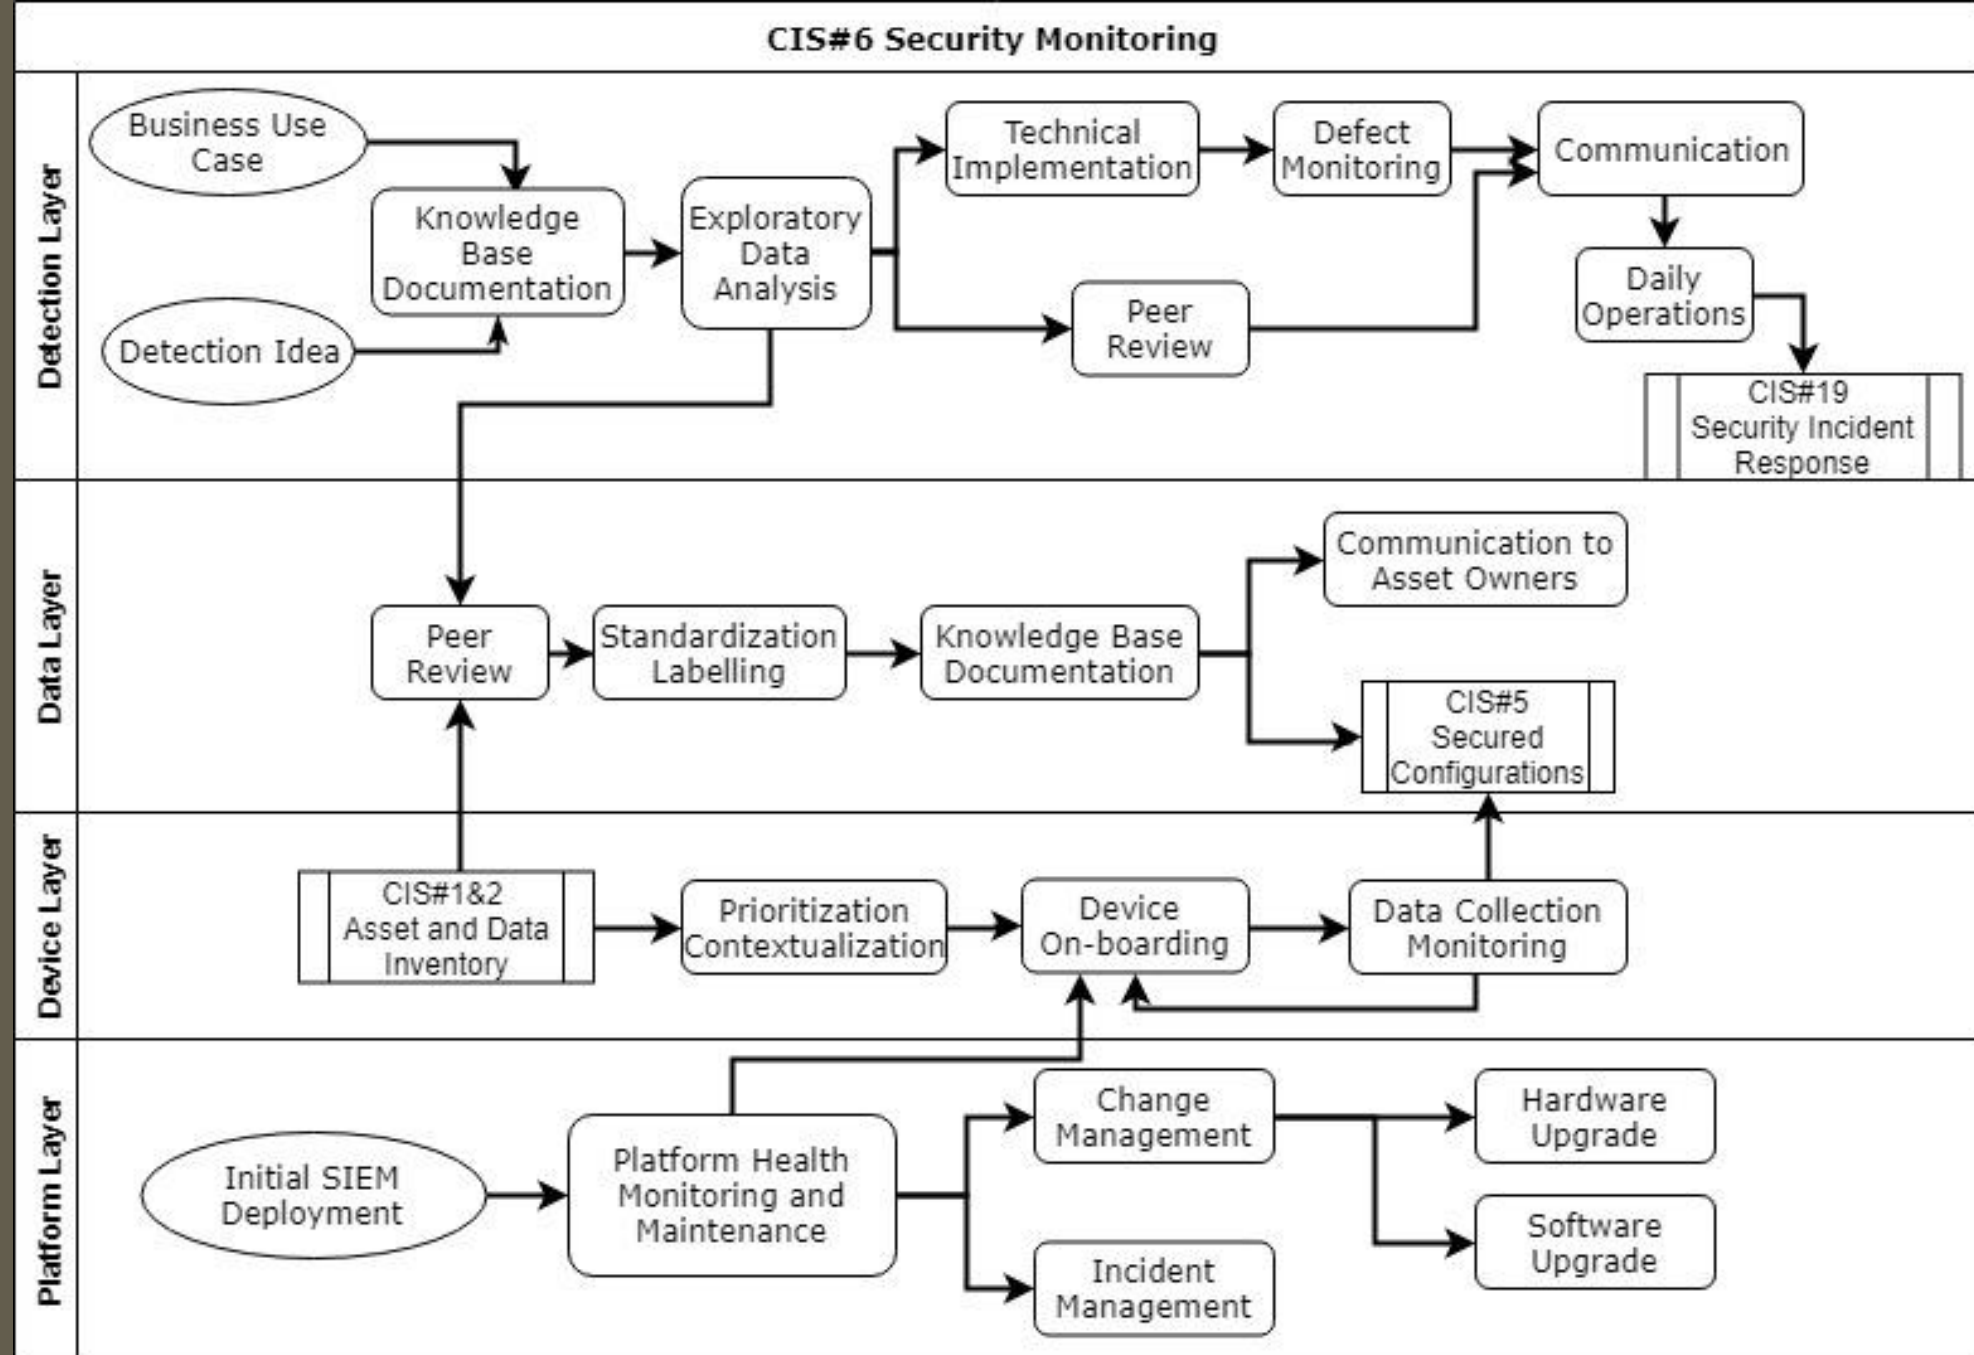 CIS#6 Security Monitoring
Detection Layer
Business Use
Case
Detection Idea
Knowledge
Base
Documentation
Exploratory
Data
Analysis
Technical
Implementation
Defect
Monitoring
Communication
Peer
Review
Daily
Operations
CIS#19
Security Incident
Response
Data Layer
Peer
Review
Standardization
Labelling
Knowledge Base
Documentation
Communication to
Asset Owners
CIS#5
Secured
Configurations
Device Layer
CIS#1&2
Asset and Data
Inventory
Prioritization
Contextualization
Device
On-boarding
Data Collection
Monitoring
Platform Layer
Initial SIEM
Deployment
Platform Health
Monitoring and
Maintenance
Change
Management
Incident
Management
Hardware
Upgrade
Software
Upgrade